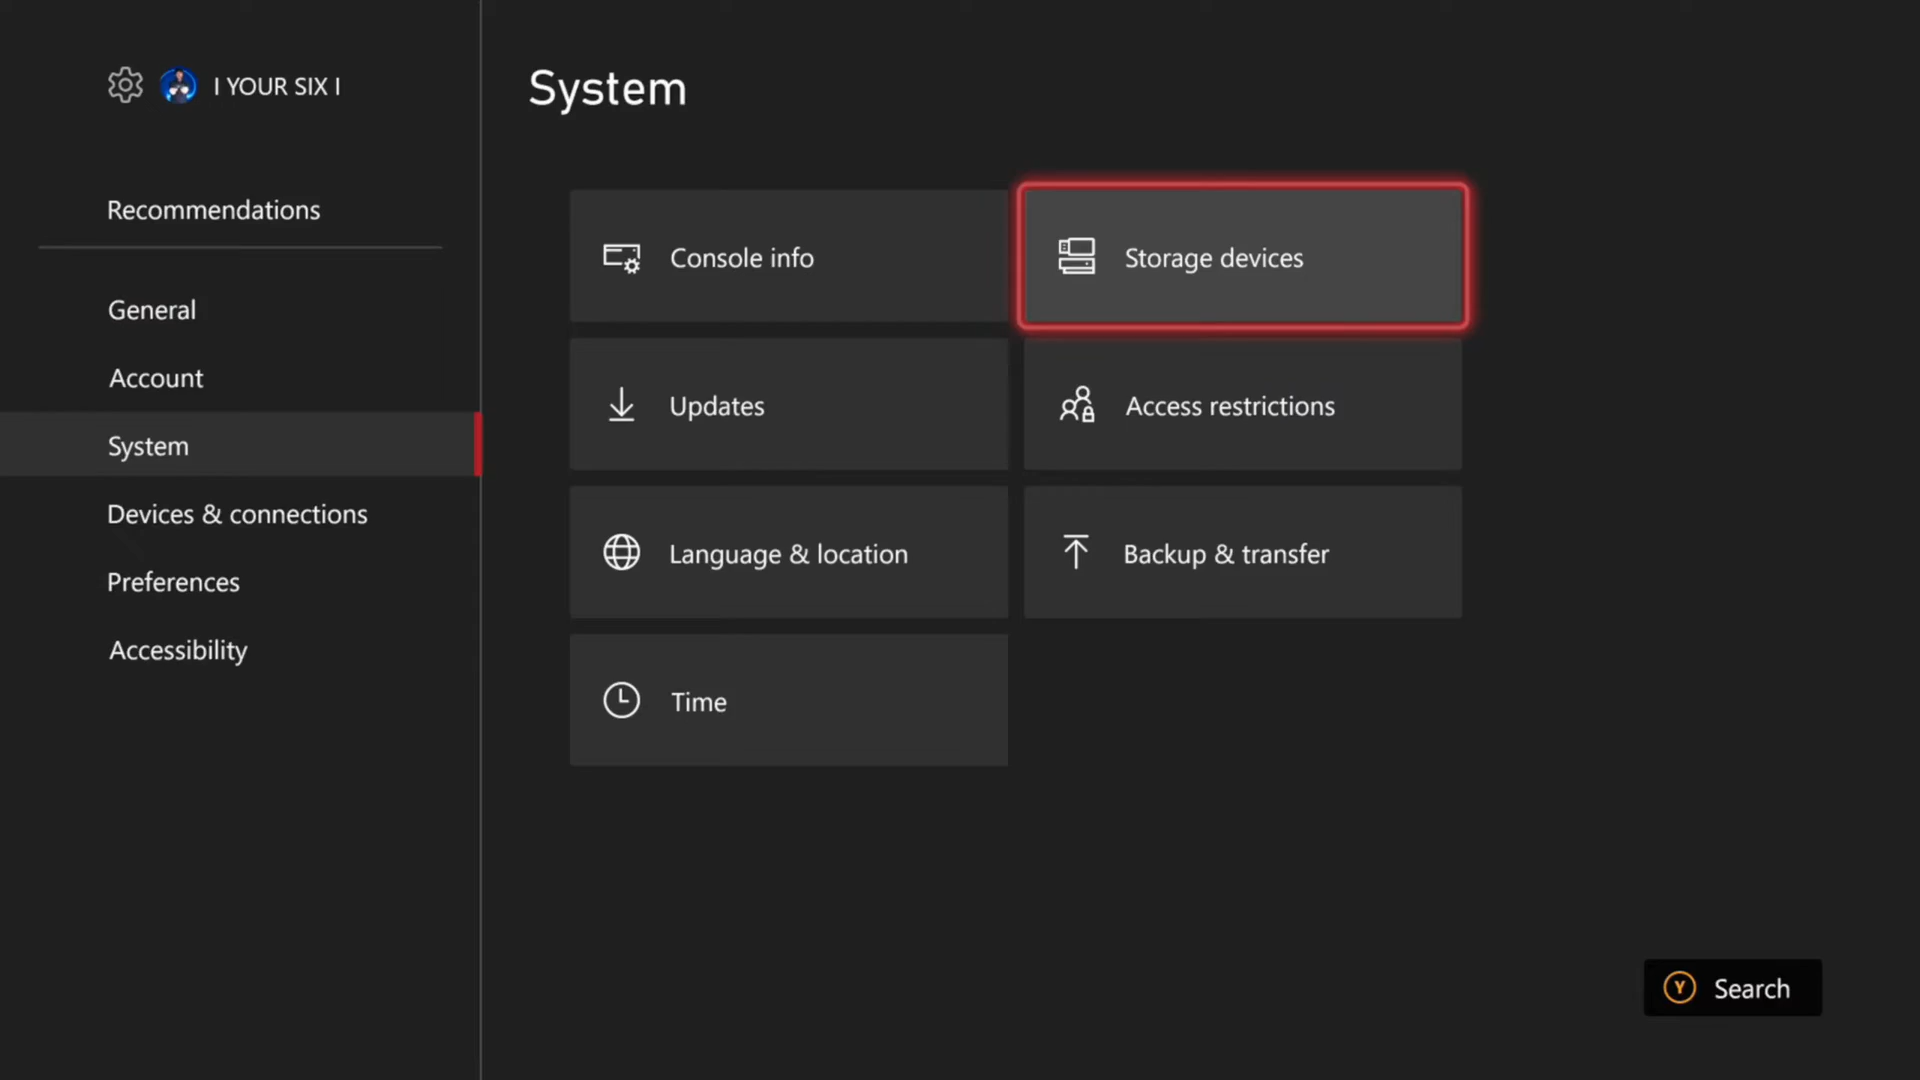 I YOUR SIX I
Recommendations
General
Account
System
Devices & connections
Preferences
Accessibility
System
Console info
Storage devices
Updates
Access restrictions
Language & location
Backup & transfer
Time
Y Search